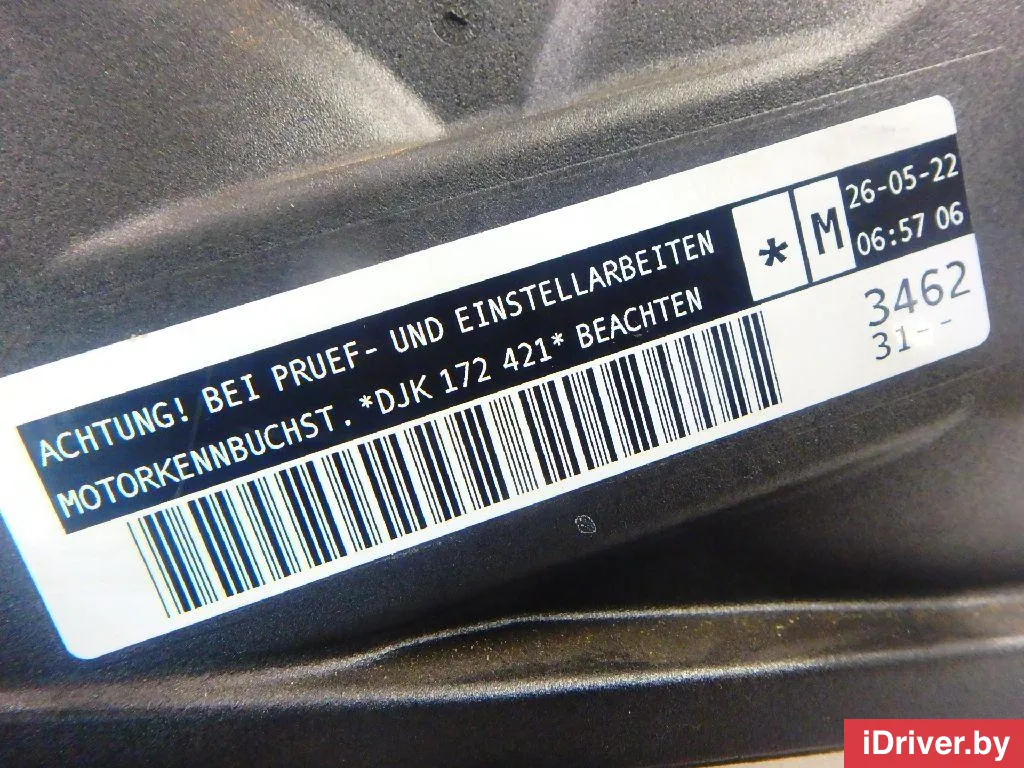 ACHTUNG! BEI PRUEF- UND EINSTELLARBEITEN
MOTORKENNBUCHST. *DJK 172 421* BEACHTEN
*
M
26-05-22
06:57 06
3462
31--
iDriver.by